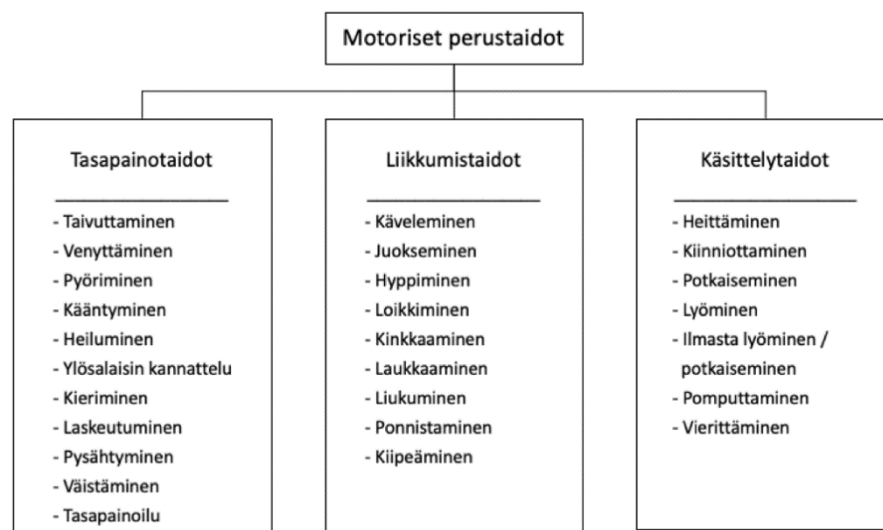 Motoriset perustaidot
Tasapainotaidot
- Taivuttaminen
- Venyttäminen
- Pyöriminen
- Kääntyminen
- Heiluminen
- Ylösalaisin kannattelu
- Kieriminen
- Laskeutuminen
- Pysähtyminen
- Väistäminen
- Tasapainoilu
Liikkumistaidot
- Käveleminen
- Juokseminen
- Hyppiminen
- Loikkiminen
- Kinkkaaminen
- Laukkaaminen
- Liukuminen
- Ponnistaminen
- Kiipeäminen
Käsittelytaidot
- Heittäminen
- Kiinniottaminen
- Potkaiseminen
- Lyöminen
- Ilmasta lyöminen /
potkaiseminen
- Pomputtaminen
- Vierittäminen